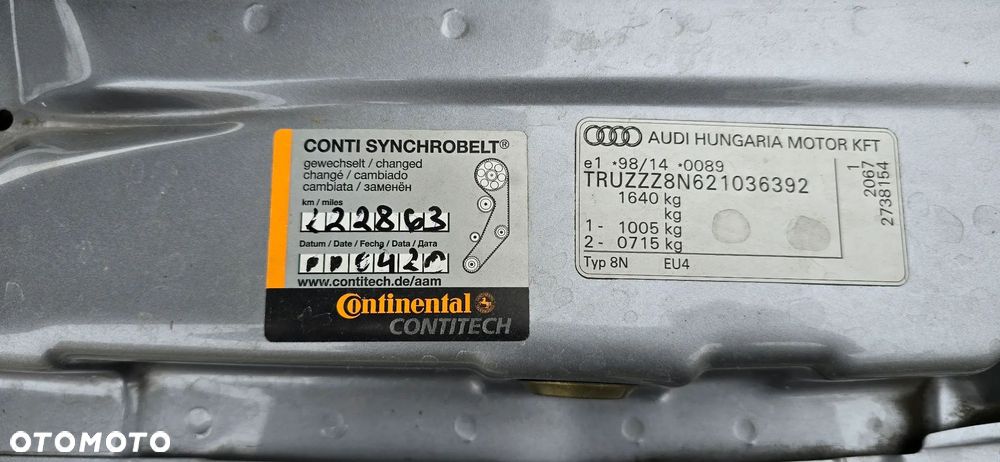 CONTI SYNCHROBELT®
gewechselt / changed
changé / cambiado
cambiata / заменён
km / miles
222863
Datum / Date / Fecha / Data / Дата
www.contitech.de/aam
Continental
CONTITECH
AUDI HUNGARIA MOTOR KFT
e1 *98/14 *0089
TRUZZZ8N621036392
1640 kg
kg
1- 1005 kg
2- 0715 kg
Typ 8N EU4
1
2067
2738154
OTOMOTO